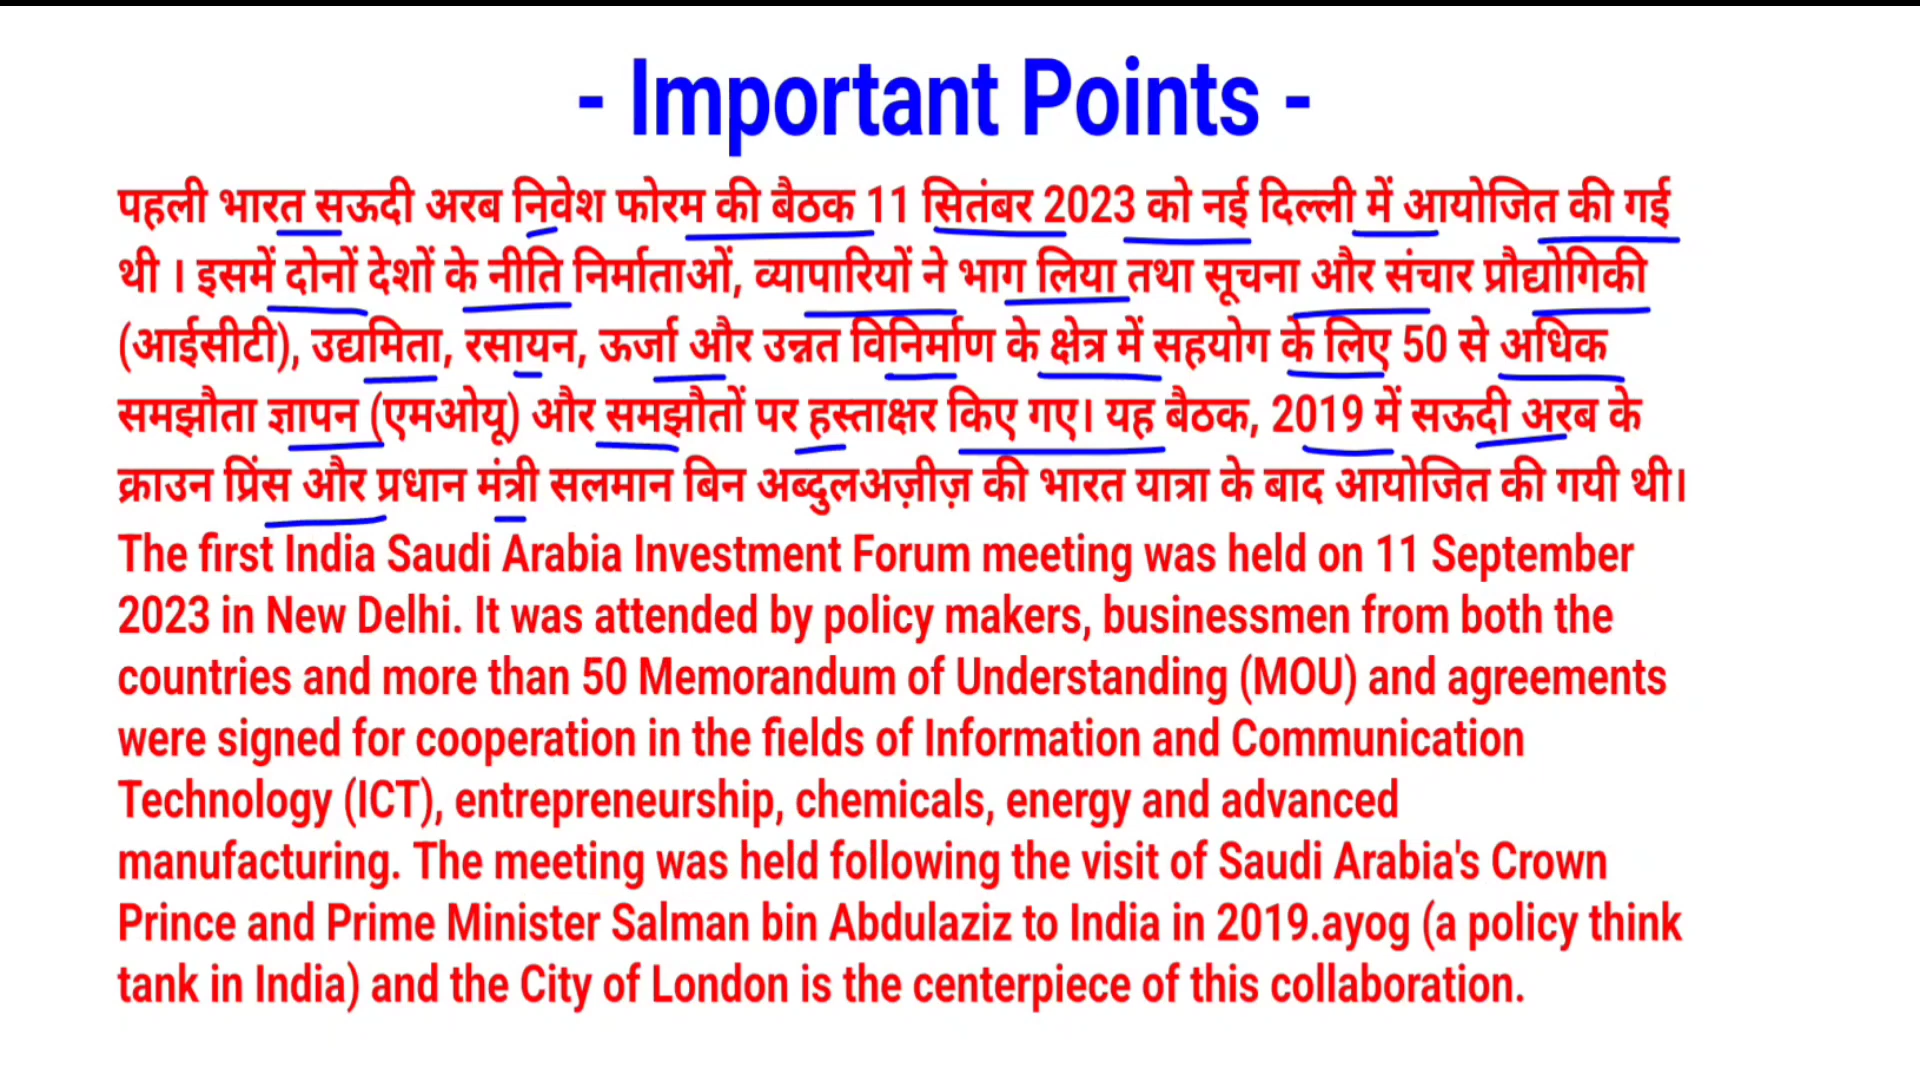 - Important Points -
पहली भारत सऊदी अरब निवेश फोरम की बैठक 11 सितंबर 2023 को नई दिल्ली में आयोजित की गई
थी । इसमें दोनों देशों के नीति निर्माताओं, व्यापारियों ने भाग लिया तथा सूचना और संचार प्रौद्योगिकी
(आईसीटी), उद्यमिता, रसायन, ऊर्जा और उन्नत विनिर्माण के क्षेत्र में सहयोग के लिए 50 से अधिक
समझौता ज्ञापन (एमओयू) और समझौतों पर हस्ताक्षर किए गए। यह बैठक, 2019 में सऊदी अरब के
क्राउन प्रिंस और प्रधान मंत्री सलमान बिन अब्दुलअज़ीज़ की भारत यात्रा के बाद आयोजित की गयी थी।
The first India Saudi Arabia Investment Forum meeting was held on 11 September
2023 in New Delhi. It was attended by policy makers, businessmen from both the
countries and more than 50 Memorandum of Understanding (MOU) and agreements
were signed for cooperation in the fields of Information and Communication
Technology (ICT), entrepreneurship, chemicals, energy and advanced
manufacturing. The meeting was held following the visit of Saudi Arabia's Crown
Prince and Prime Minister Salman bin Abdulaziz to India in 2019.ayog (a policy think
tank in India) and the City of London is the centerpiece of this collaboration.